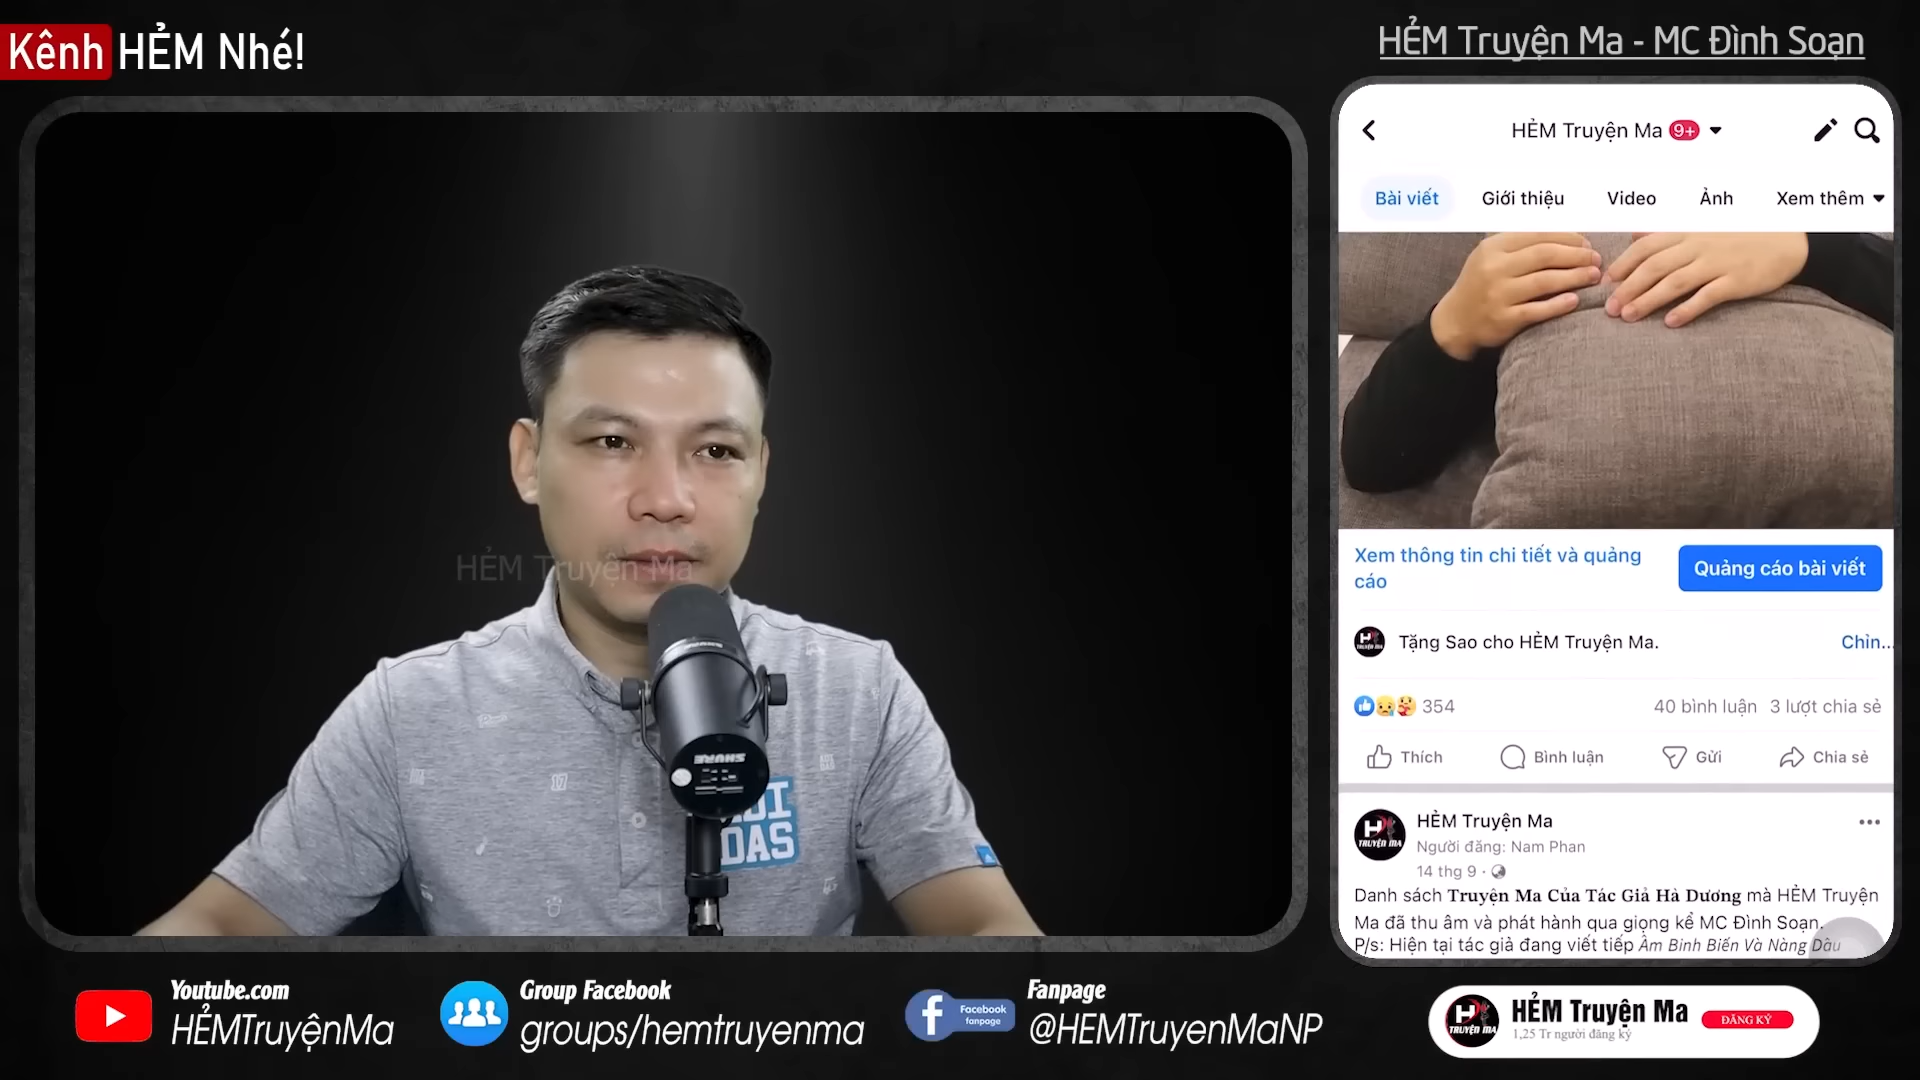 Kênh HẺM Nhé!
HẺM Truyện Ma - MC Đình Soạn
HẺM Truyện Ma 9+
Bài viết Giới thiệu Video Ảnh Xem thêm
Xem thông tin chi tiết và quảng
cáo
Quảng cáo bài viết
Tặng Sao cho HẺM Truyện Ma. Chỉn...
354 40 bình luận 3 lượt chia sẻ
Thích Bình luận Gửi Chia sẻ
HẺM Truyện Ma
Người đăng: Nam Phan
14 thg 9 ·
Danh sách Truyện Ma Của Tác Giả Hà Dương mà HẺM Truyện
Ma đã thu âm và phát hành qua giọng kể MC Đình Soạn.
P/s: Hiện tại tác giả đang viết tiếp Âm Binh Biến Và Nàng Dâu
HẺM Truyện Ma
SHURE
ADI
DAS
Youtube.com
HẺMTruyệnMa
Group Facebook
groups/hemtruyenma
Facebook
fanpage
Fanpage
@HEMTruyenMaNP
H
TRUYỆN MA
HẺM Truyện Ma
1,25 Tr người đăng ký
ĐĂNG KÝ